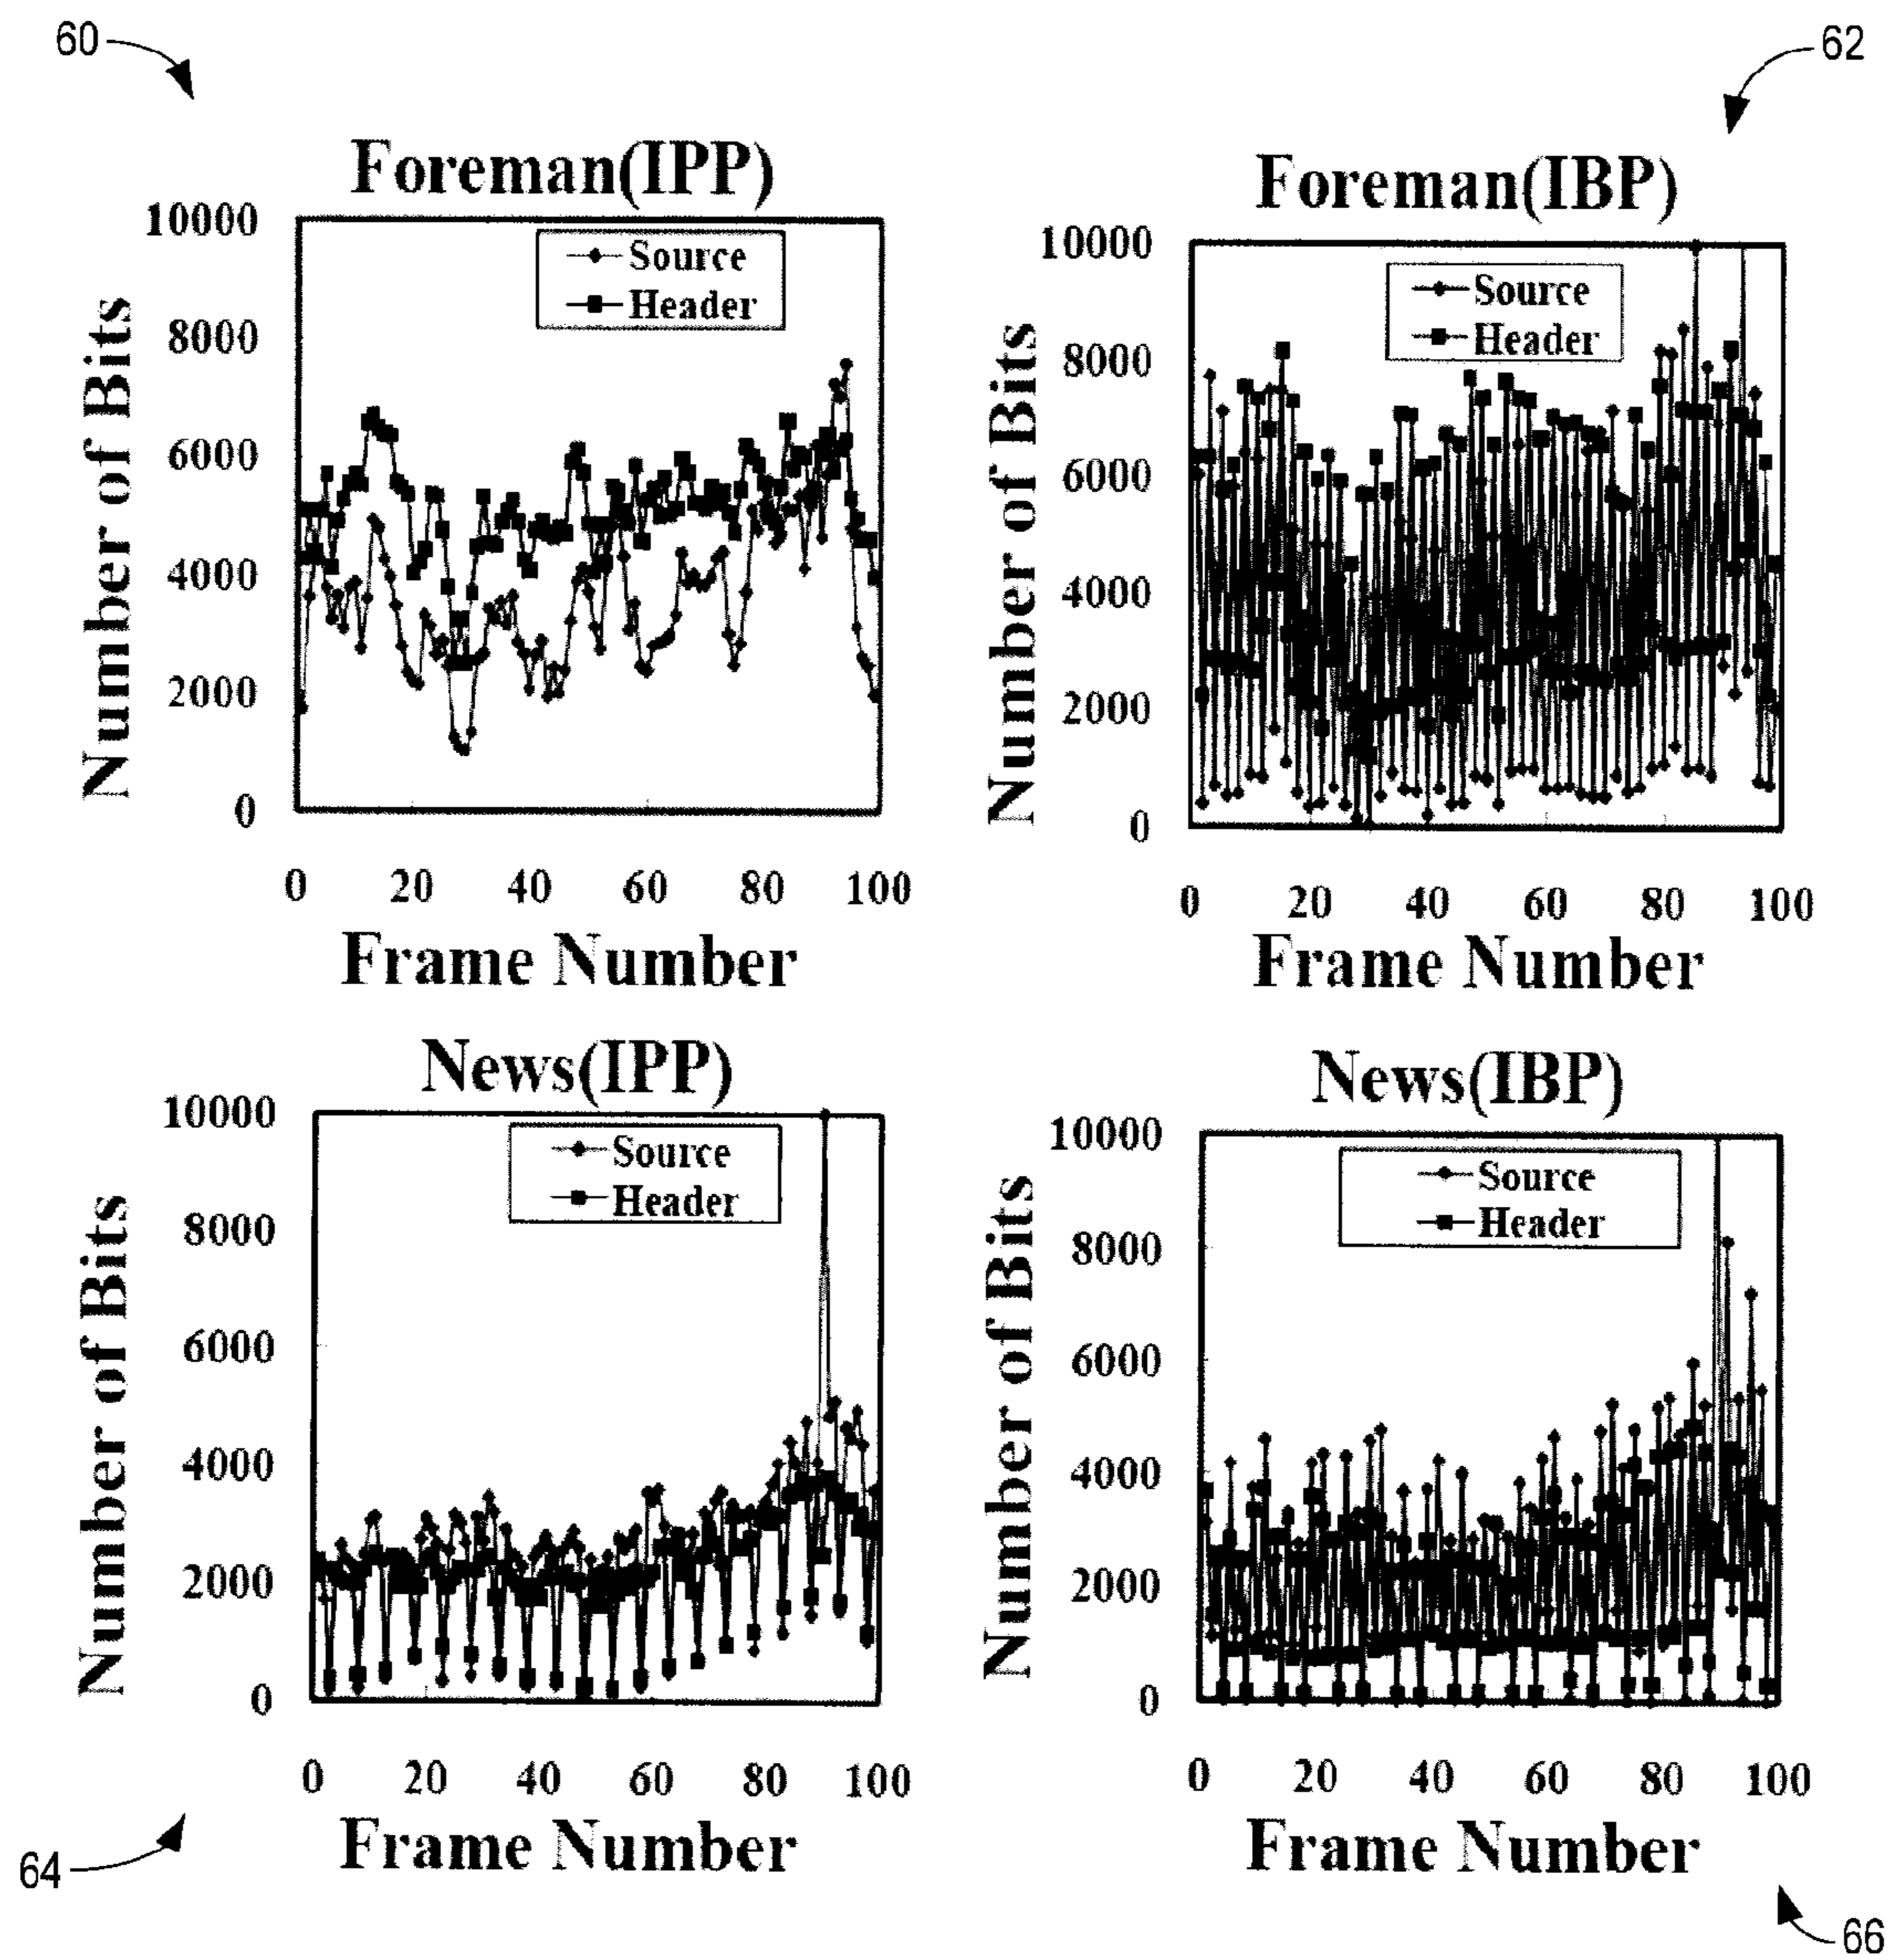 60
62
Foreman(IPP)
10000
8000
6000
4000
2000
0
Number of Bits
Source
Header
0 20 40 60 80 100
Frame Number
Foreman(IBP)
10000
8000
6000
4000
2000
0
Number of Bits
Source
Header
0 20 40 60 80 100
Frame Number
News(IPP)
10000
8000
6000
4000
2000
0
Number of Bits
Source
Header
0 20 40 60 80 100
Frame Number
News(IBP)
10000
8000
6000
4000
2000
0
Number of Bits
Source
Header
0 20 40 60 80 100
Frame Number
64
66